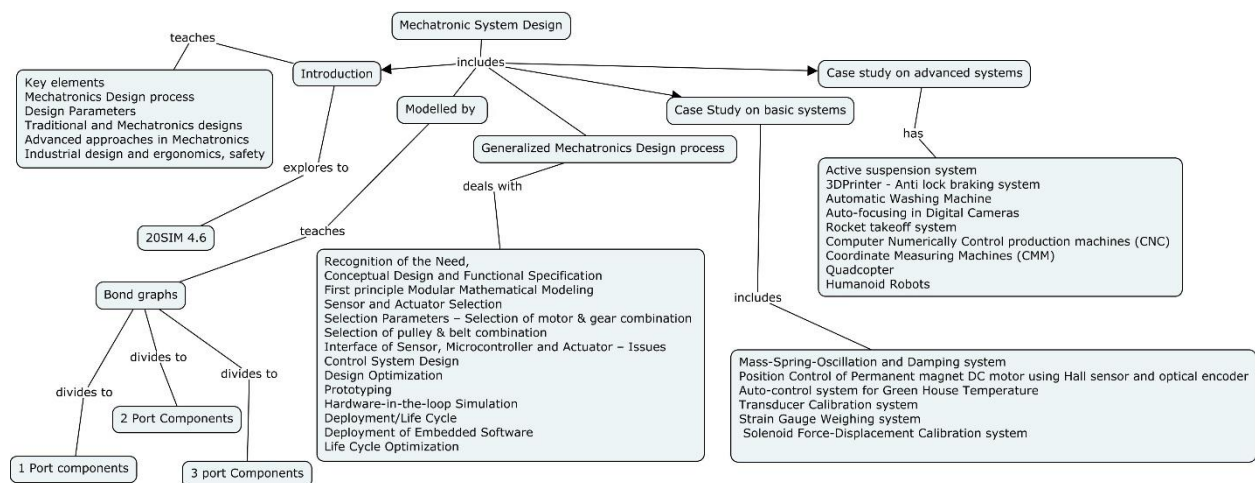 Mechatronic System Design
teaches
includes
Introduction
Case study on advanced systems
Key elements
Mechatronics Design process
Design Parameters
Traditional and Mechatronics designs
Advanced approaches in Mechatronics
Industrial design and ergonomics, safety
Modelled by
Case Study on basic systems
has
Generalized Mechatronics Design process
explores to
deals with
Active suspension system
3DPrinter - Anti lock braking system
Automatic Washing Machine
Auto-focusing in Digital Cameras
Rocket takeoff system
Computer Numerically Control production machines (CNC)
Coordinate Measuring Machines (CMM)
Quadcopter
Humanoid Robots
20SIM 4.6
teaches
Recognition of the Need,
Conceptual Design and Functional Specification
First principle Modular Mathematical Modeling
Sensor and Actuator Selection
Selection Parameters – Selection of motor & gear combination
Selection of pulley & belt combination
Interface of Sensor, Microcontroller and Actuator – Issues
Control System Design
Design Optimization
Prototyping
Hardware-in-the-loop Simulation
Deployment/Life Cycle
Deployment of Embedded Software
Life Cycle Optimization
Bond graphs
includes
divides to
divides to
divides to
Mass-Spring-Oscillation and Damping system
Position Control of Permanent magnet DC motor using Hall sensor and optical encoder
Auto-control system for Green House Temperature
Transducer Calibration system
Strain Gauge Weighing system
Solenoid Force-Displacement Calibration system
2 Port Components
1 Port components
3 port Components